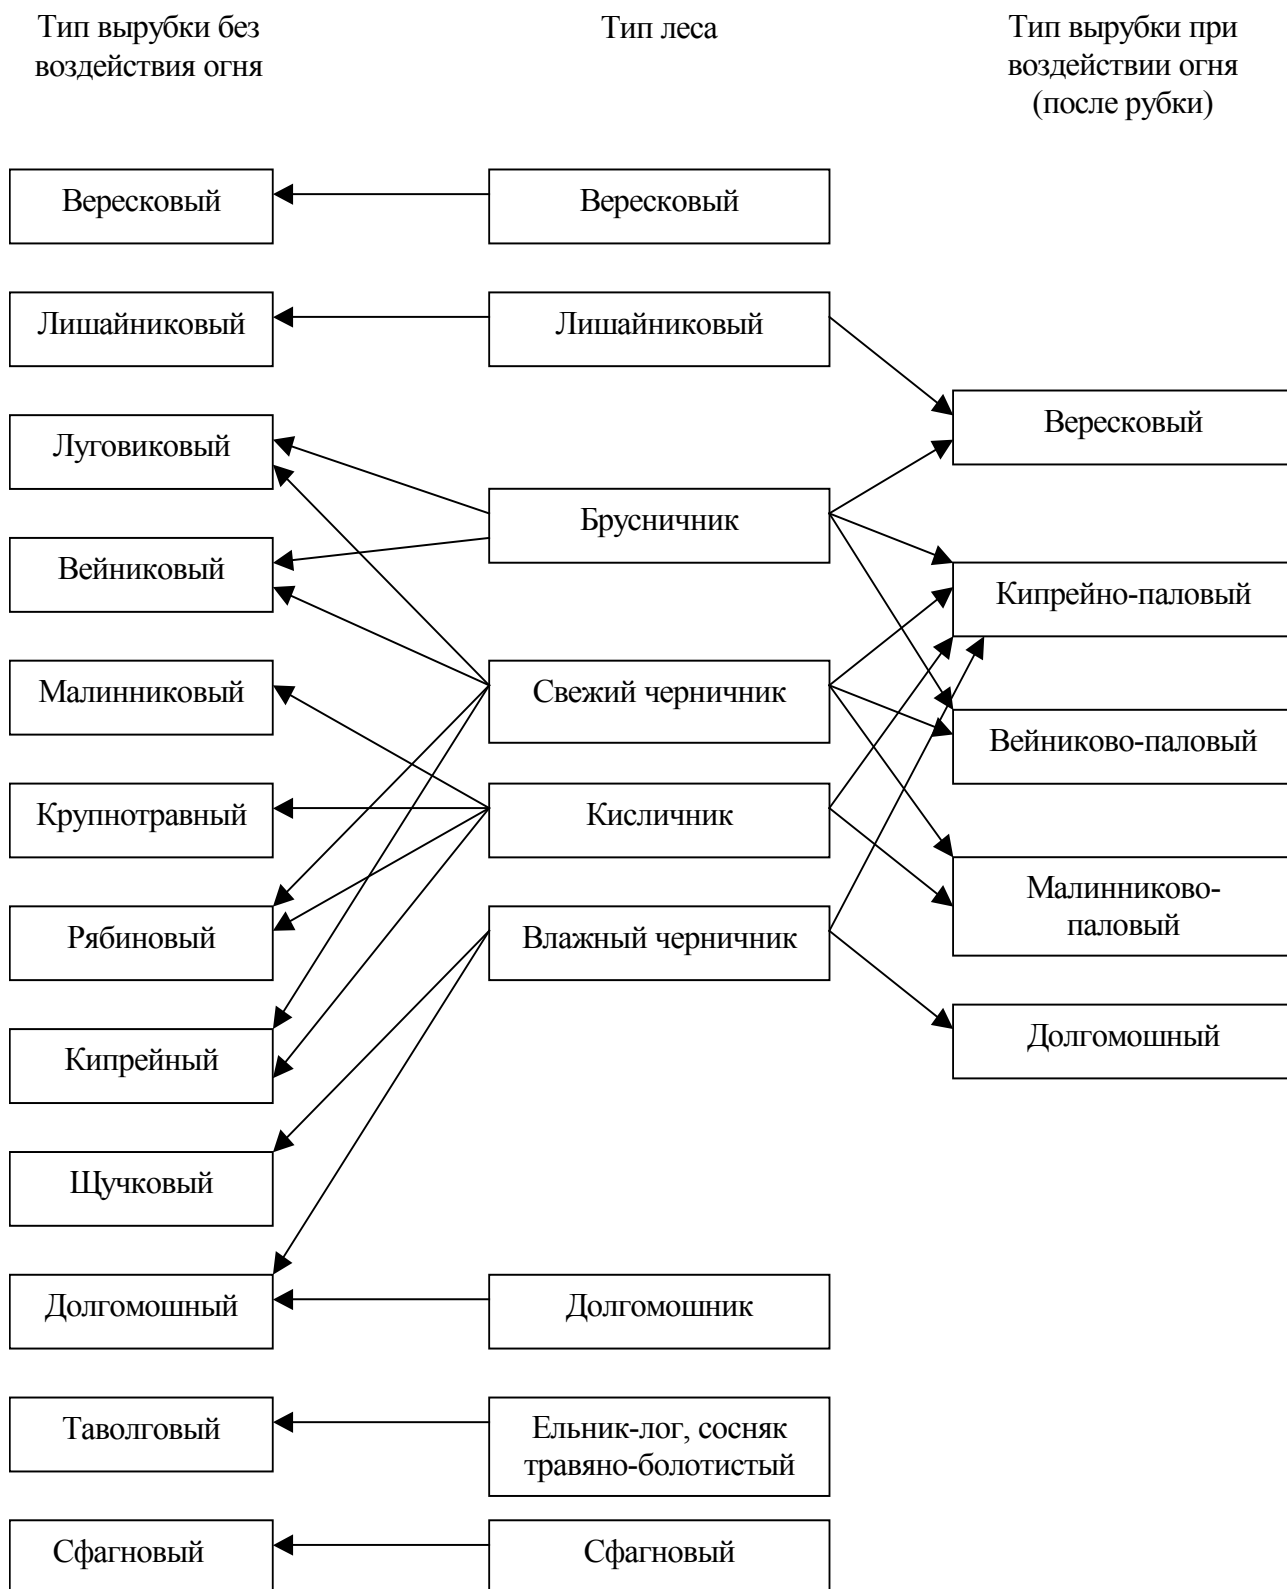 Тип вырубки без
воздействия огня
Тип леса
Тип вырубки при
воздействии огня
(после рубки)
Вересковый
Вересковый
Лишайниковый
Лишайниковый
Вересковый
Луговиковый
Брусничник
Вейниковый
Кипрейно-паловый
Малинниковый
Свежий черничник
Вейниково-паловый
Крупнотравный
Кисличник
Малинниково-
паловый
Рябиновый
Влажный черничник
Кипрейный
Долгомошный
Щучковый
Долгомошный
Долгомошник
Таволговый
Ельник-лог, сосняк
травяно-болотистый
Сфагновый
Сфагновый